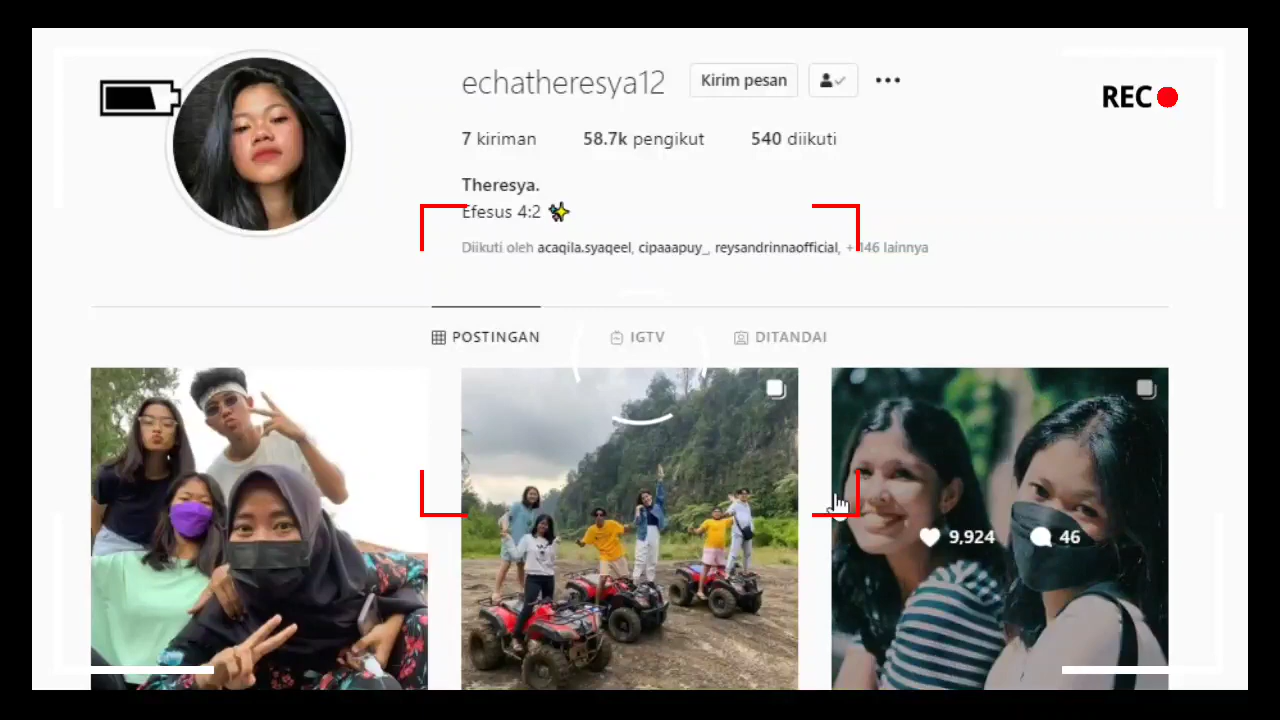 echatheresya12 Kirim pesan
REC
7 kiriman 58.7k pengikut 540 diikuti
Theresya.
Efesus 4:2
Diikuti oleh acaqila.syaqeel, cipaaapuy_, reysandrinnaofficial, + 146 lainnya
POSTINGAN IGTV DITANDAI
9,924 46